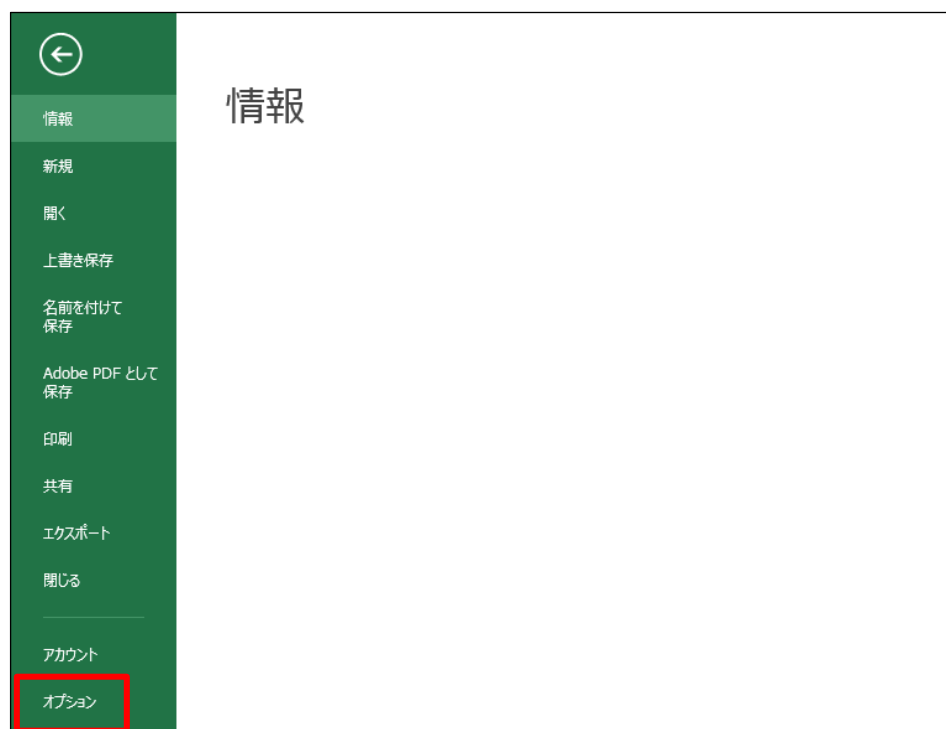 情報
情報
新規
開く
上書き保存
名前を付けて
保存
Adobe PDF として
保存
印刷
共有
エクスポート
閉じる
アカウント
オプション